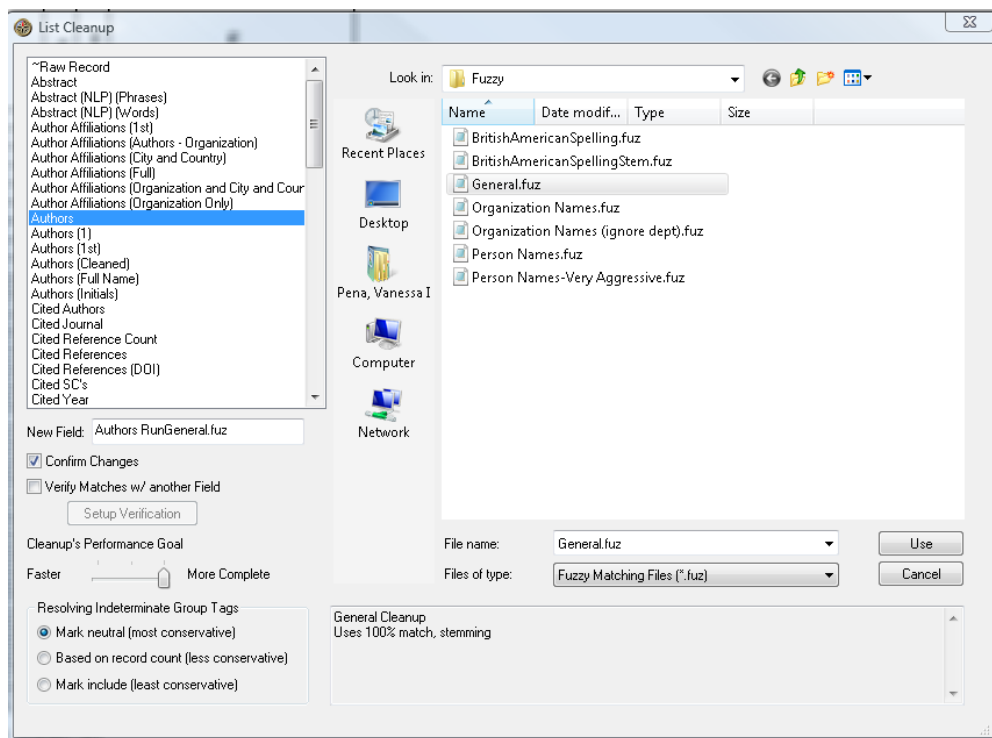 List Cleanup
~Raw Record
Abstract
Abstract (NLP) (Phrases)
Abstract (NLP) (Words)
Author Affiliations (1st)
Author Affiliations (Authors - Organization)
Author Affiliations (City and Country)
Author Affiliations (Full)
Author Affiliations (Organization and City and Cour
Author Affiliations (Organization Only)
Authors
Authors (1)
Authors (1st)
Authors (Cleaned)
Authors (Full Name)
Authors (Initials)
Cited Authors
Cited Journal
Cited Reference Count
Cited References
Cited References (DOI)
Cited SC's
Cited Year
New Field: Authors RunGeneral.fuz
Confirm Changes
Verify Matches w/ another Field
Setup Verification
Cleanup's Performance Goal
Faster More Complete
Resolving Indeterminate Group Tags
Mark neutral (most conservative)
Based on record count (less conservative)
Mark include (least conservative)
Look in: Fuzzy
Recent Places
Desktop
Pena, Vanessa I
Computer
Network
Name Date modif... Type Size
BritishAmericanSpelling.fuz
BritishAmericanSpellingStem.fuz
General.fuz
Organization Names.fuz
Organization Names (ignore dept).fuz
Person Names.fuz
Person Names-Very Aggressive.fuz
File name: General.fuz Use
Files of type: Fuzzy Matching Files (*.fuz) Cancel
General Cleanup
Uses 100% match, stemming